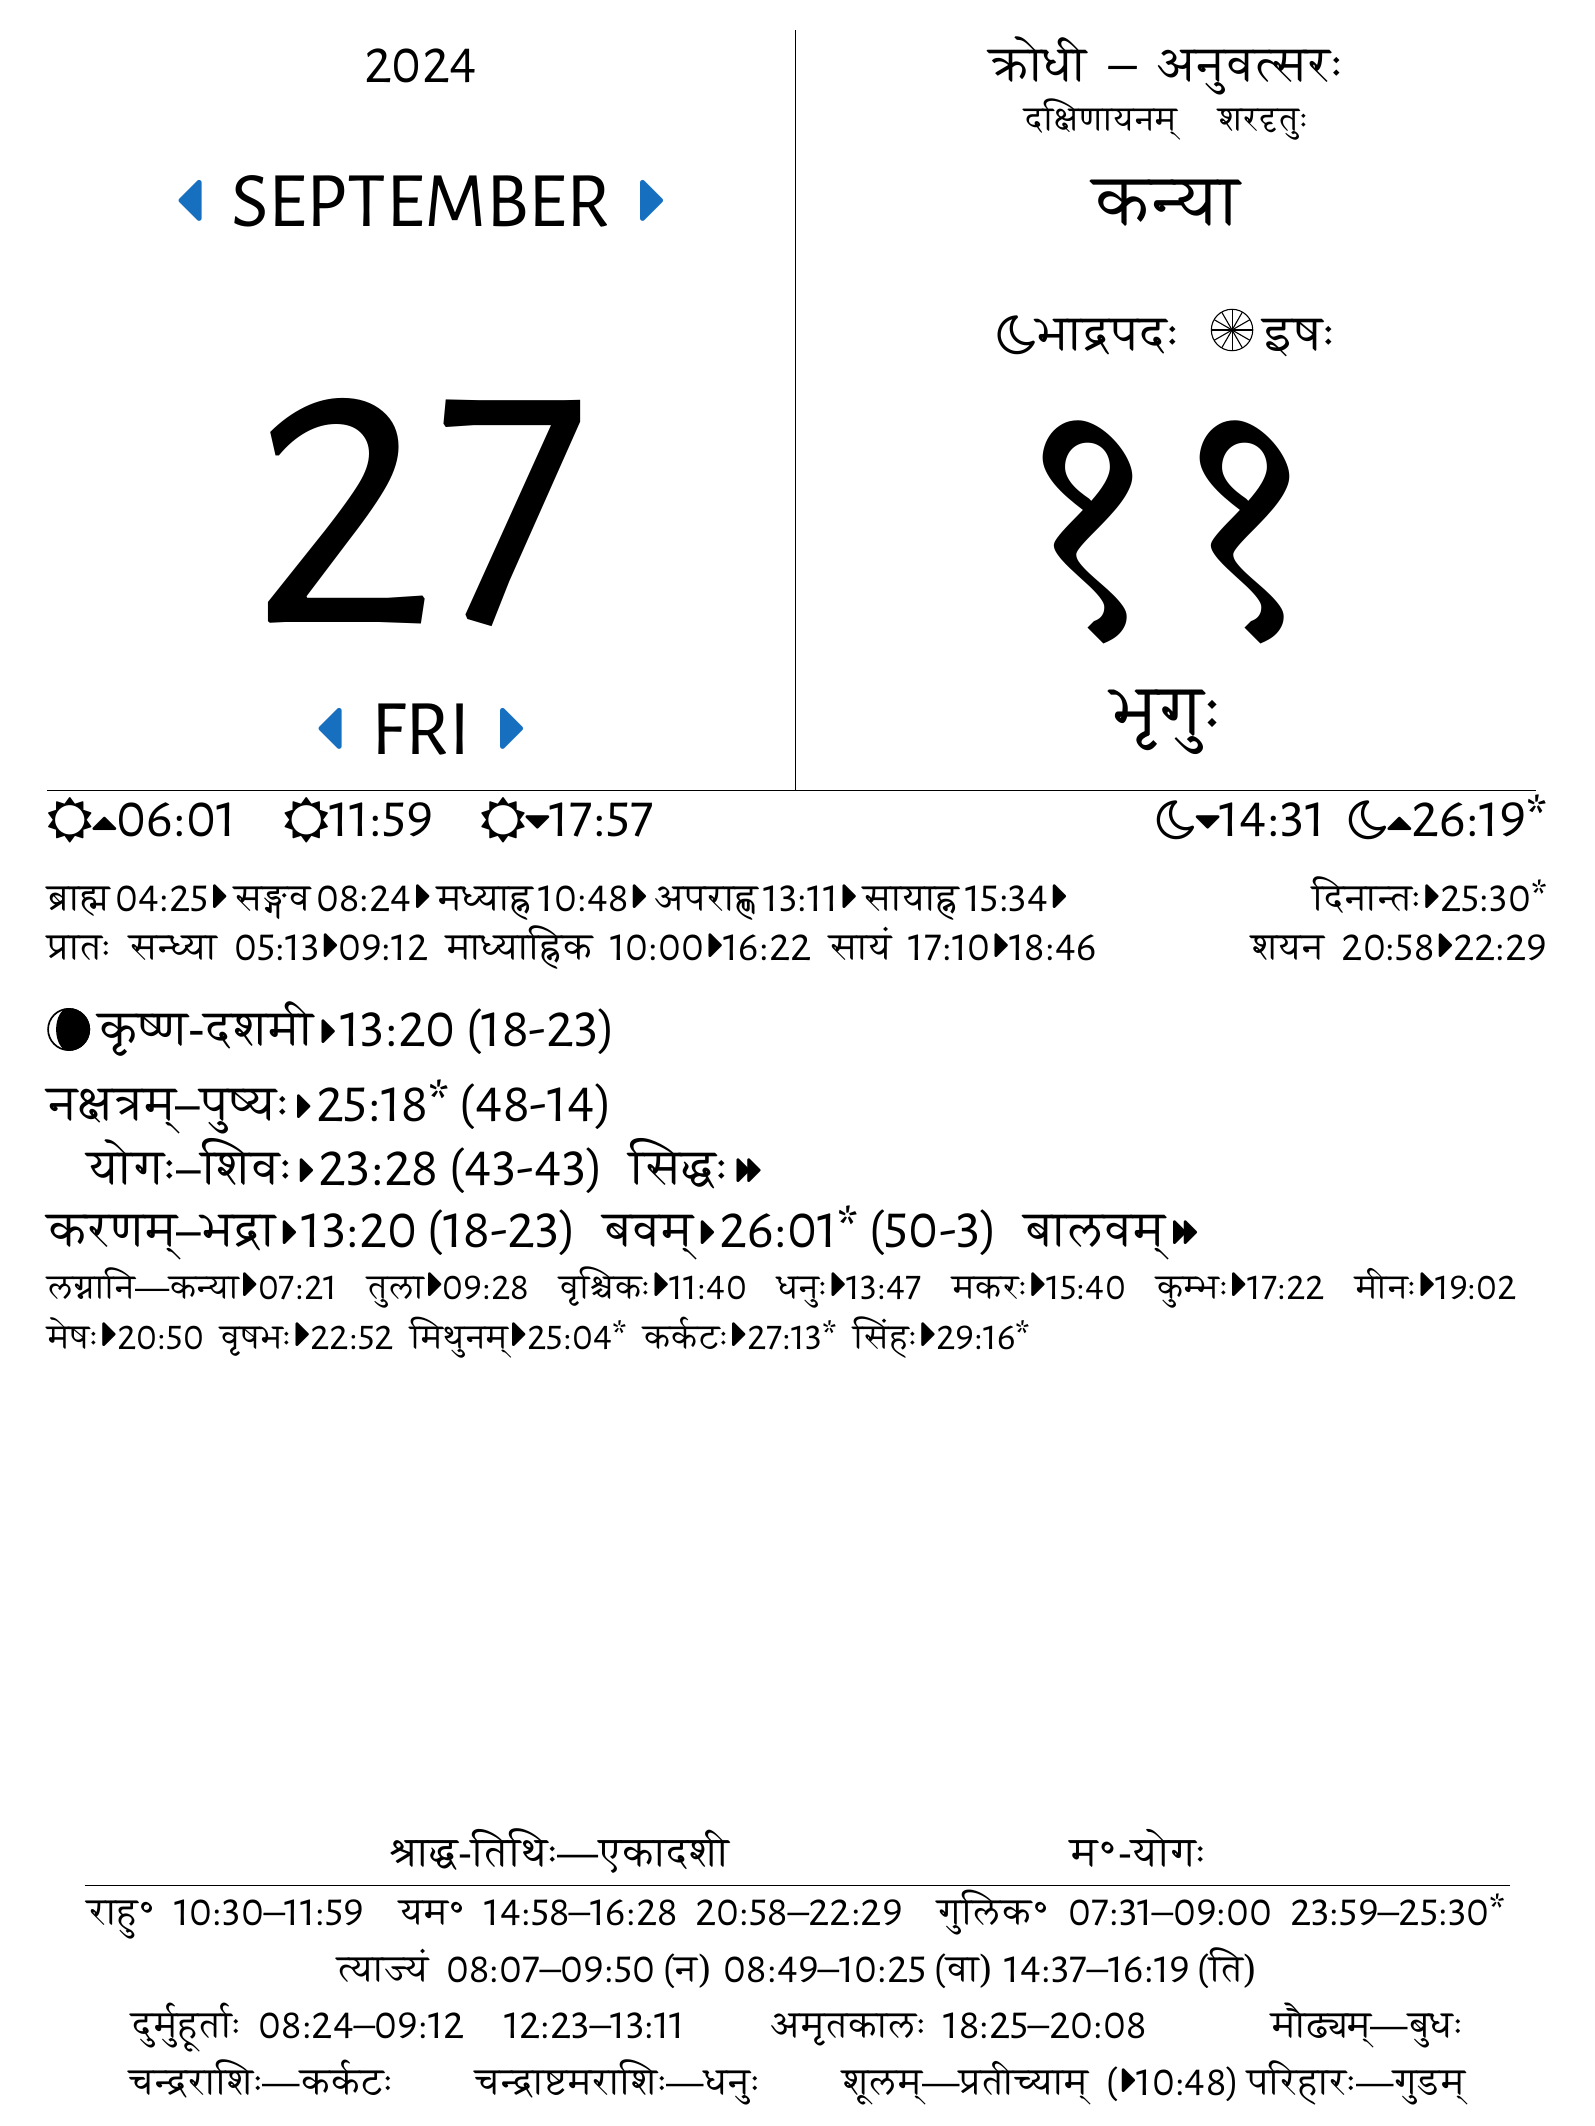 2024
SEPTEMBER
27
FRI
क्रोधी – अनुवत्सरः
दक्षिणायनम् शरदृतुः
कन्या
भाद्रपदः इषः
११
भृगुः
06:01 11:59 17:57 14:31 26:19*
ब्राह्म 04:25 सङ्गव 08:24 मध्याह्न 10:48 अपराह्ण 13:11 सायाह्न 15:34 दिनान्तः 25:30*
प्रातः सन्ध्या 05:13 09:12 माध्याह्निक 10:00 16:22 सायं 17:10 18:46 शयन 20:58 22:29
कृष्ण-दशमी 13:20 (18-23)
नक्षत्रम्–पुष्यः 25:18* (48-14)
योगः–शिवः 23:28 (43-43) सिद्धः
करणम्–भद्रा 13:20 (18-23) बवम् 26:01* (50-3) बालवम्
लग्नानि—कन्या 07:21 तुला 09:28 वृश्चिकः 11:40 धनुः 13:47 मकरः 15:40 कुम्भः 17:22 मीनः 19:02
मेषः 20:50 वृषभः 22:52 मिथुनम् 25:04* कर्कटः 27:13* सिंहः 29:16*
श्राद्ध-तिथिः—एकादशी म॰-योगः
राहु॰ 10:30–11:59 यम॰ 14:58–16:28 20:58–22:29 गुलिक॰ 07:31–09:00 23:59–25:30*
त्याज्यं 08:07–09:50 (न) 08:49–10:25 (वा) 14:37–16:19 (ति)
दुर्मुहूर्ताः 08:24–09:12 12:23–13:11 अमृतकालः 18:25–20:08 मौढ्यम्—बुधः
चन्द्रराशिः—कर्कटः चन्द्राष्टमराशिः—धनुः शूलम्—प्रतीच्याम् (10:48) परिहारः—गुडम्